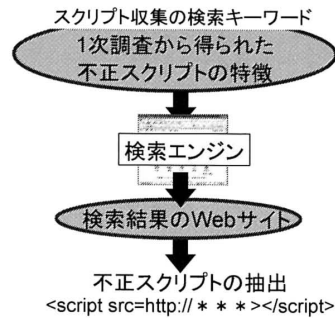 スクリプト収集の検索キーワード
1次調査から得られた
不正スクリプトの特徴
検索エンジン
検索結果のWebサイト
不正スクリプトの抽出
<script src=http://＊＊＊></script>